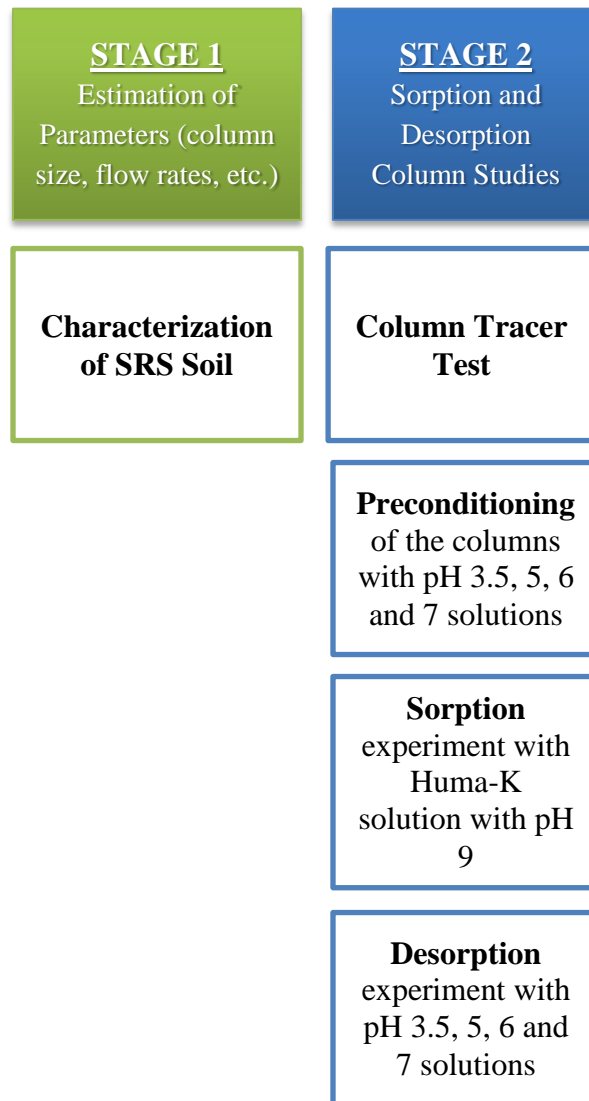 STAGE 1
Estimation of
Parameters (column
size, flow rates, etc.)
Characterization
of SRS Soil
STAGE 2
Sorption and
Desorption
Column Studies
Column Tracer
Test
Preconditioning
of the columns
with pH 3.5, 5, 6
and 7 solutions
Sorption
experiment with
Huma-K
solution with pH
9
Desorption
experiment with
pH 3.5, 5, 6 and
7 solutions